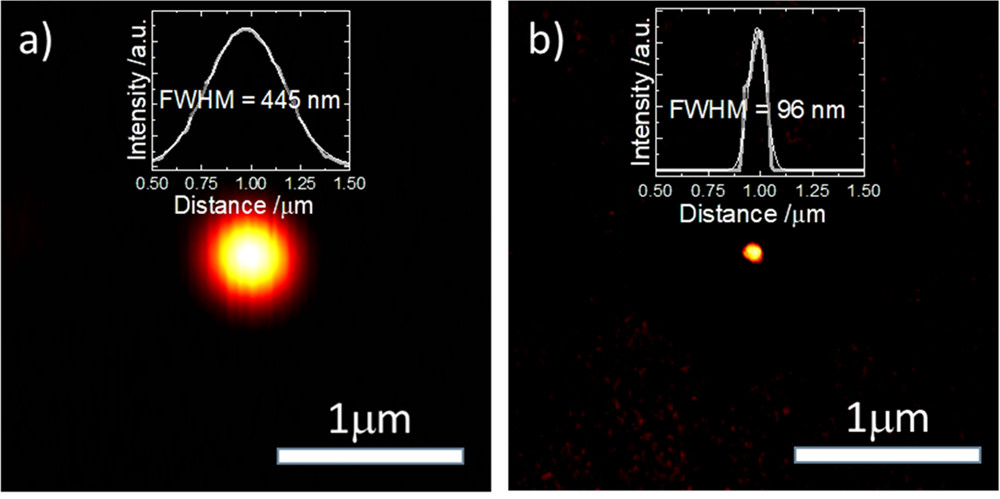 a)
Intensity /a.u.
FWHM = 445 nm
0.50 0.75 1.00 1.25 1.50
Distance /μm
1μm
b)
Intensity /a.u.
FWHM = 96 nm
0.50 0.75 1.00 1.25 1.50
Distance /μm
1μm